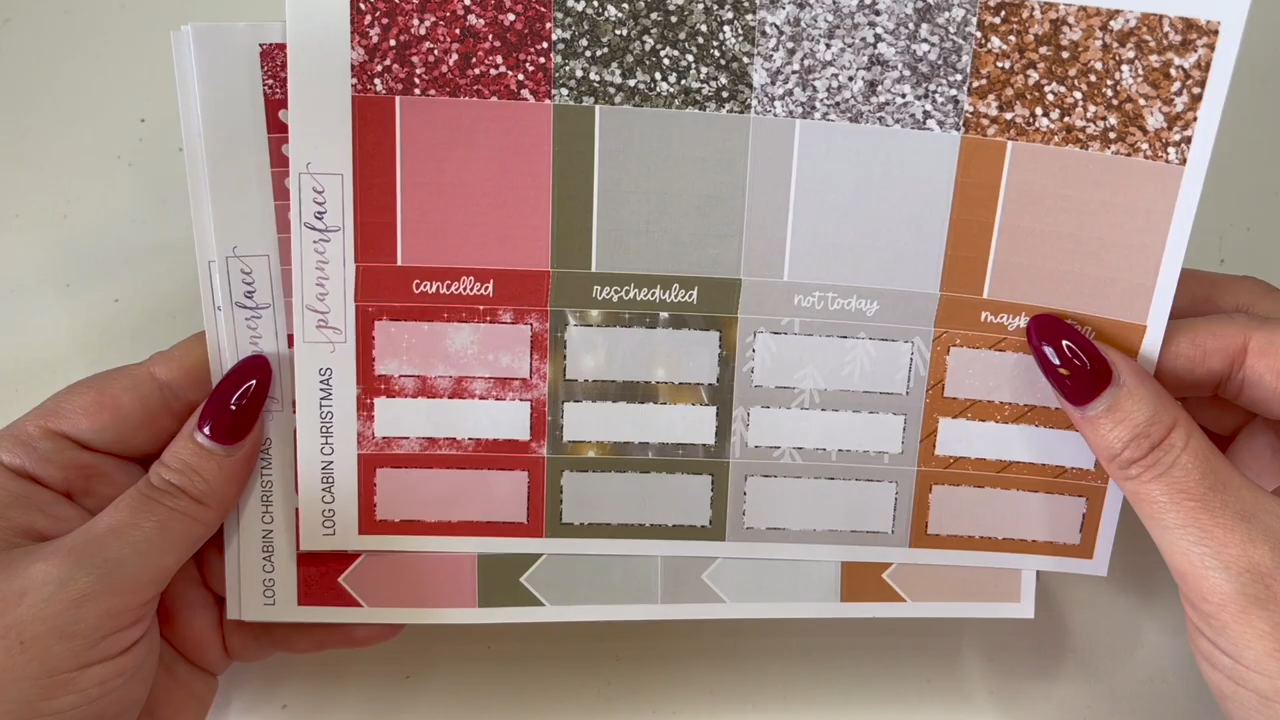 cancelled
rescheduled
not today
plannerface
LOG CABIN CHRISTMAS
LOG CABIN CHRISTMAS